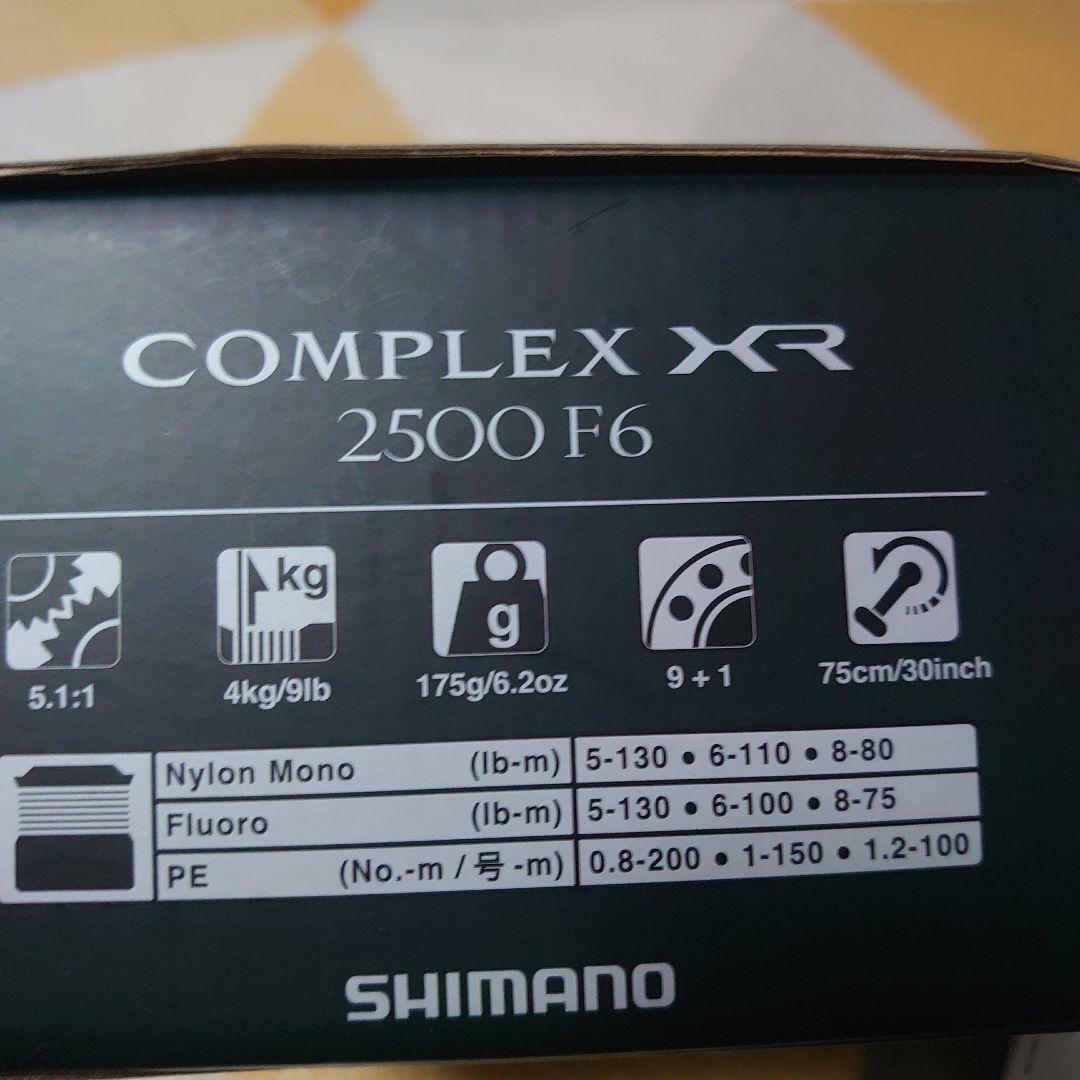 COMPLEX XR
2500 F6
kg
g
5.1:1
4kg/9lb
175g/6.2oz
9 + 1
75cm/30inch
Nylon Mono (lb-m) 5-130 • 6-110 • 8-80
Fluoro (lb-m) 5-130 • 6-100 • 8-75
PE (No.-m / 号 -m) 0.8-200 • 1-150 • 1.2-100
SHIMANO